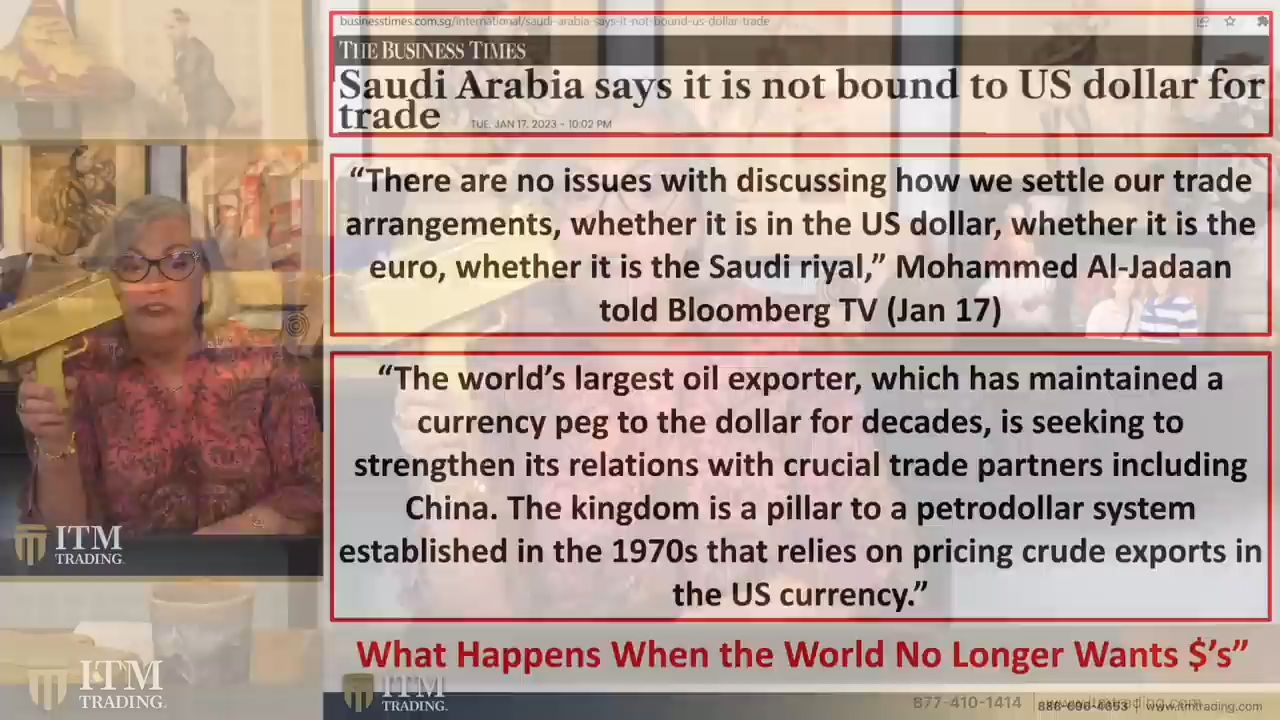 businesstimes.com.sg/international/saudi-arabia-says-it-not-bound-us-dollar-trade
THE BUSINESS TIMES
Saudi Arabia says it is not bound to US dollar for
trade
TUE, JAN 17, 2023 - 10:02 PM
“There are no issues with discussing how we settle our trade
arrangements, whether it is in the US dollar, whether it is the
euro, whether it is the Saudi riyal,” Mohammed Al-Jadaan
told Bloomberg TV (Jan 17)
“The world’s largest oil exporter, which has maintained a
currency peg to the dollar for decades, is seeking to
strengthen its relations with crucial trade partners including
China. The kingdom is a pillar to a petrodollar system
established in the 1970s that relies on pricing crude exports in
the US currency.”
What Happens When the World No Longer Wants $’s”
ITM
TRADING.
ITM
TRADING.
ITM
TRADING.
877-410-1414
www.itmtrading.com
| www.itmtrading.com